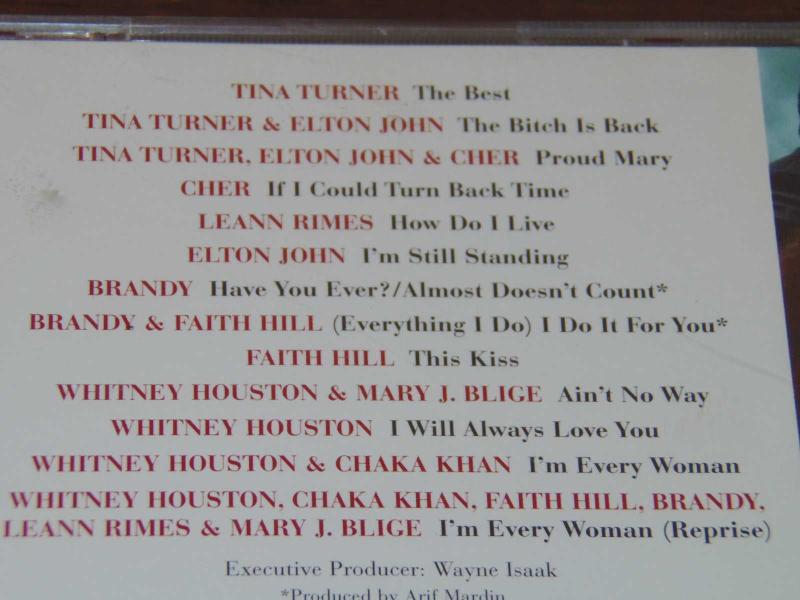 TINA TURNER The Best
TINA TURNER & ELTON JOHN The Bitch Is Back
TINA TURNER, ELTON JOHN & CHER Proud Mary
CHER If I Could Turn Back Time
LEANN RIMES How Do I Live
ELTON JOHN I'm Still Standing
BRANDY Have You Ever?/Almost Doesn't Count*
BRANDY & FAITH HILL (Everything I Do) I Do It For You*
FAITH HILL This Kiss
WHITNEY HOUSTON & MARY J. BLIGE Ain't No Way
WHITNEY HOUSTON I Will Always Love You
WHITNEY HOUSTON & CHAKA KHAN I'm Every Woman
WHITNEY HOUSTON, CHAKA KHAN, FAITH HILL, BRANDY,
LEANN RIMES & MARY J. BLIGE I'm Every Woman (Reprise)
Executive Producer: Wayne Isaak
*Produced by Arif Mardin